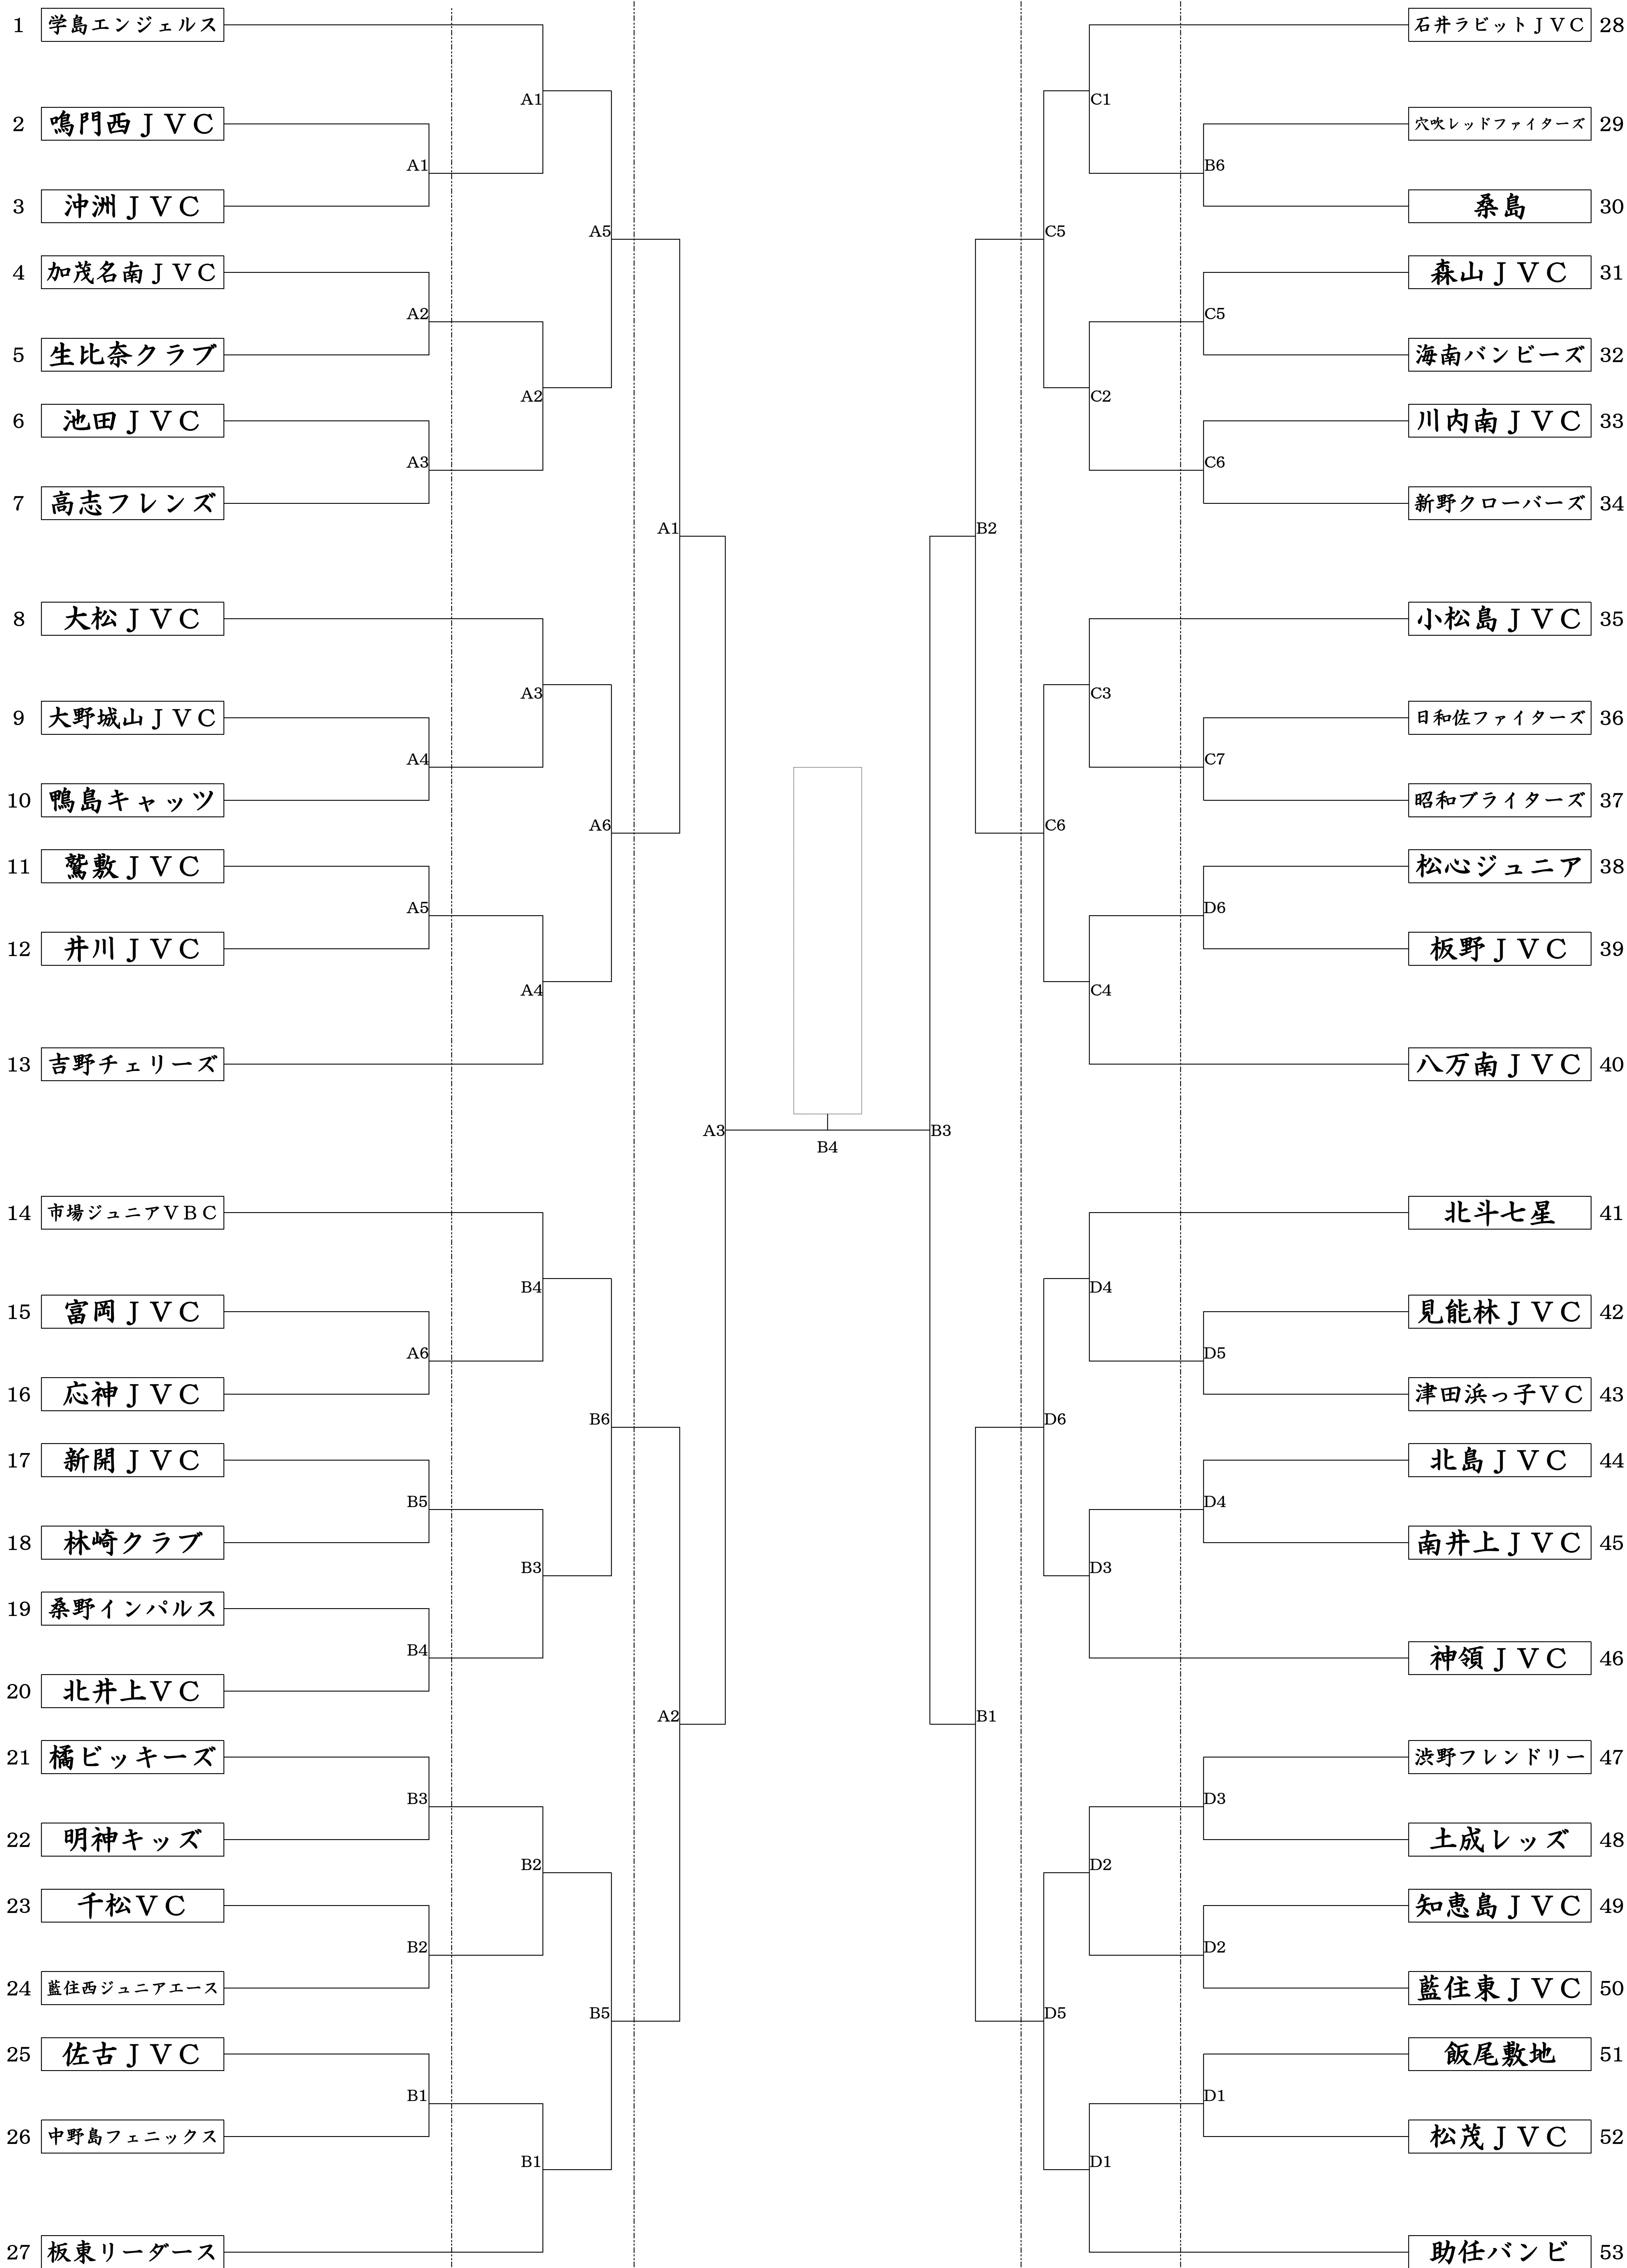 1 学島エンジェルス
2 鳴門西ＪＶＣ
3 沖洲ＪＶＣ
4 加茂名南ＪＶＣ
5 生比奈クラブ
6 池田ＪＶＣ
7 高志フレンズ
8 大松ＪＶＣ
9 大野城山ＪＶＣ
10 鴨島キャッツ
11 鷲敷ＪＶＣ
12 井川ＪＶＣ
13 吉野チェリーズ
14 市場ジュニアＶＢＣ
15 富岡ＪＶＣ
16 応神ＪＶＣ
17 新開ＪＶＣ
18 林崎クラブ
19 桑野インパルス
20 北井上ＶＣ
21 橘ビッキーズ
22 明神キッズ
23 千松ＶＣ
24 藍住西ジュニアエース
25 佐古ＪＶＣ
26 中野島フェニックス
27 板東リーダース
A1
A2
A3
A4
A5
A6
B5
B4
B3
B2
B1
A1
A2
A3
A4
B4
B3
B2
B1
A5
A6
B6
B5
A1
A2
A3
B4
B3
B2
B1
C5
C6
D6
D5
C1
C2
C3
C4
D4
D3
D2
D1
B6
C5
C6
C7
D6
D5
D4
D3
D2
D1
石井ラビットＪＶＣ 28
穴吹レッドファイターズ 29
桑島 30
森山ＪＶＣ 31
海南バンビーズ 32
川内南ＪＶＣ 33
新野クローバーズ 34
小松島ＪＶＣ 35
日和佐ファイターズ 36
昭和ブライターズ 37
松心ジュニア 38
板野ＪＶＣ 39
八万南ＪＶＣ 40
北斗七星 41
見能林ＪＶＣ 42
津田浜っ子ＶＣ 43
北島ＪＶＣ 44
南井上ＪＶＣ 45
神領ＪＶＣ 46
渋野フレンドリー 47
土成レッズ 48
知恵島ＪＶＣ 49
藍住東ＪＶＣ 50
飯尾敷地 51
松茂ＪＶＣ 52
助任バンビ 53